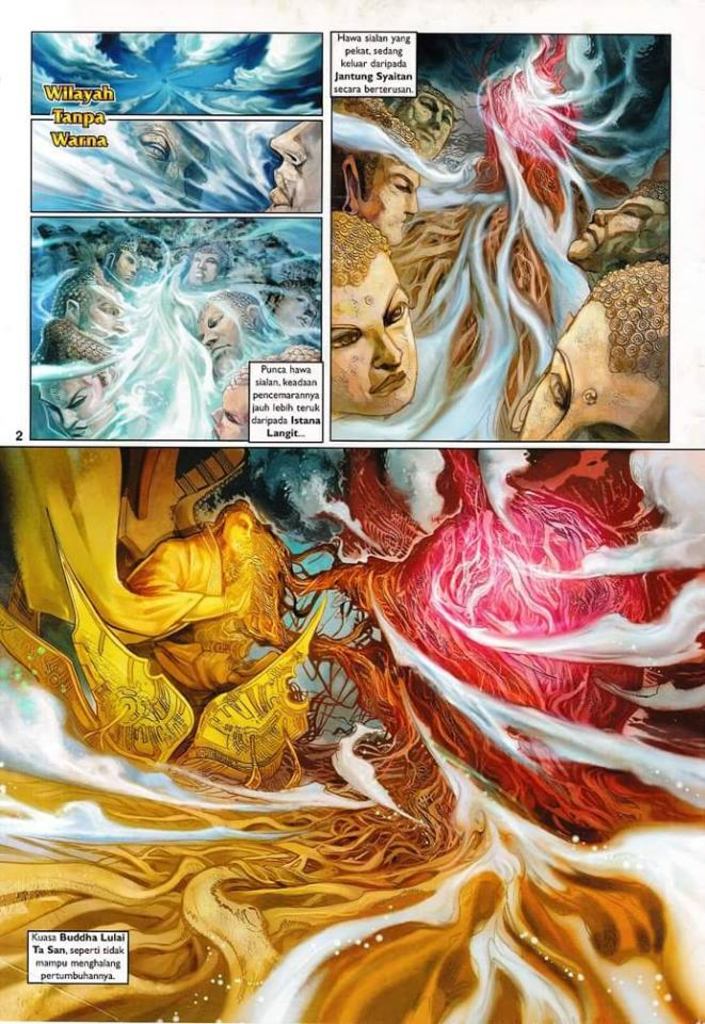 Wilayah
Tanpa
Warna
Punca hawa
sialan, keadaan
pencemarannya
jauh lebih teruk
daripada Istana
Langit...
Hawa sialan yang
pekat, sedang
keluar daripada
Jantung Syaitan
secara berterusan.
2
Kuasa Buddha Lulai
Ta San, seperti tidak
mampu menghalang
pertumbuhannya.